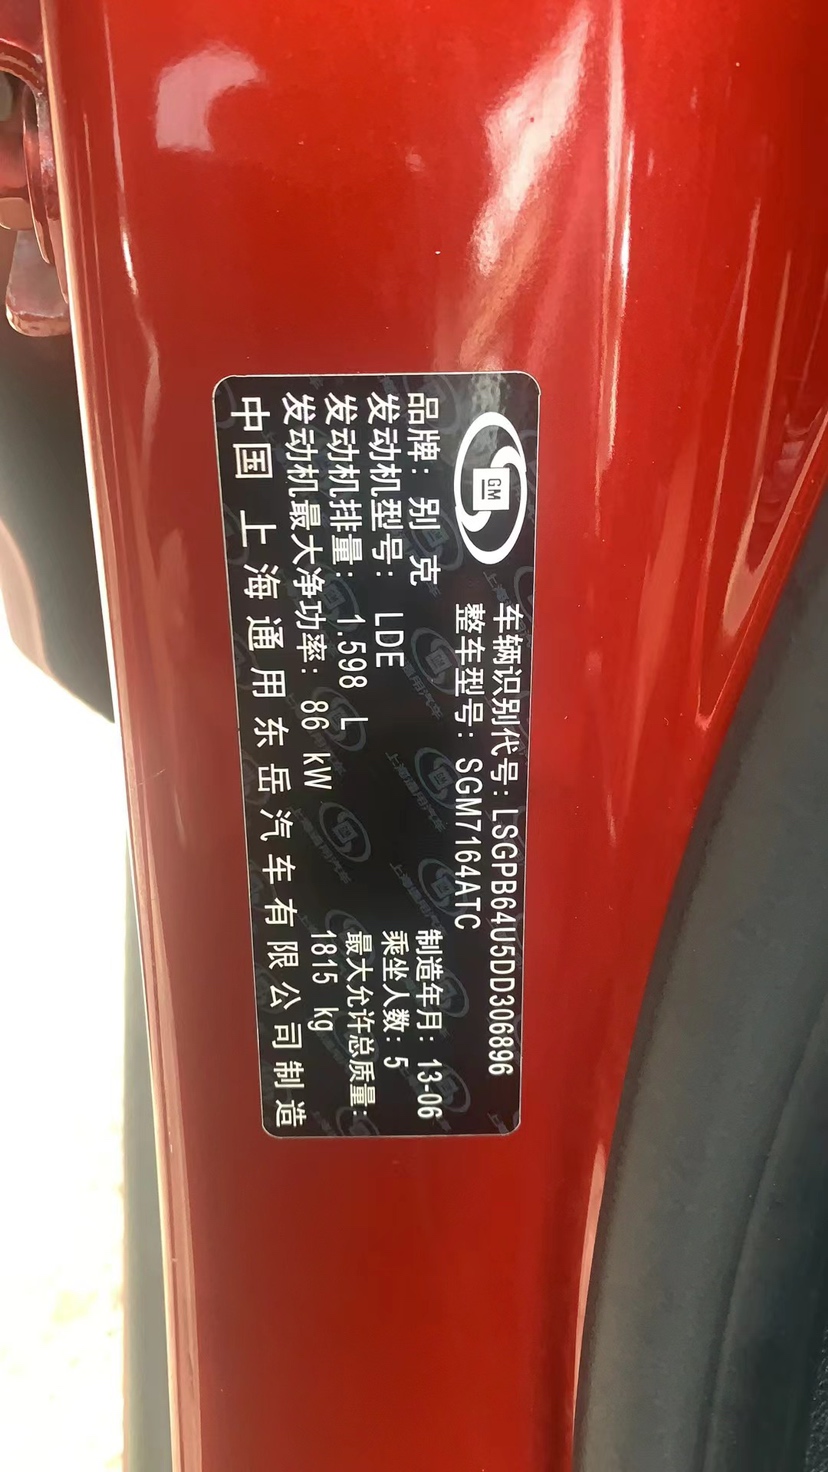 GM
车辆识别代号: LSGPB64U5DD306896
整车型号: SGM7164ATC
品牌: 别克
制造年月: 13-06
发动机型号: LDE
乘坐人数: 5
发动机排量: 1.598 L
最大允许总质量:
发动机最大净功率: 86 kW
1815 kg
中国 上海通用东岳汽车有限公司制造